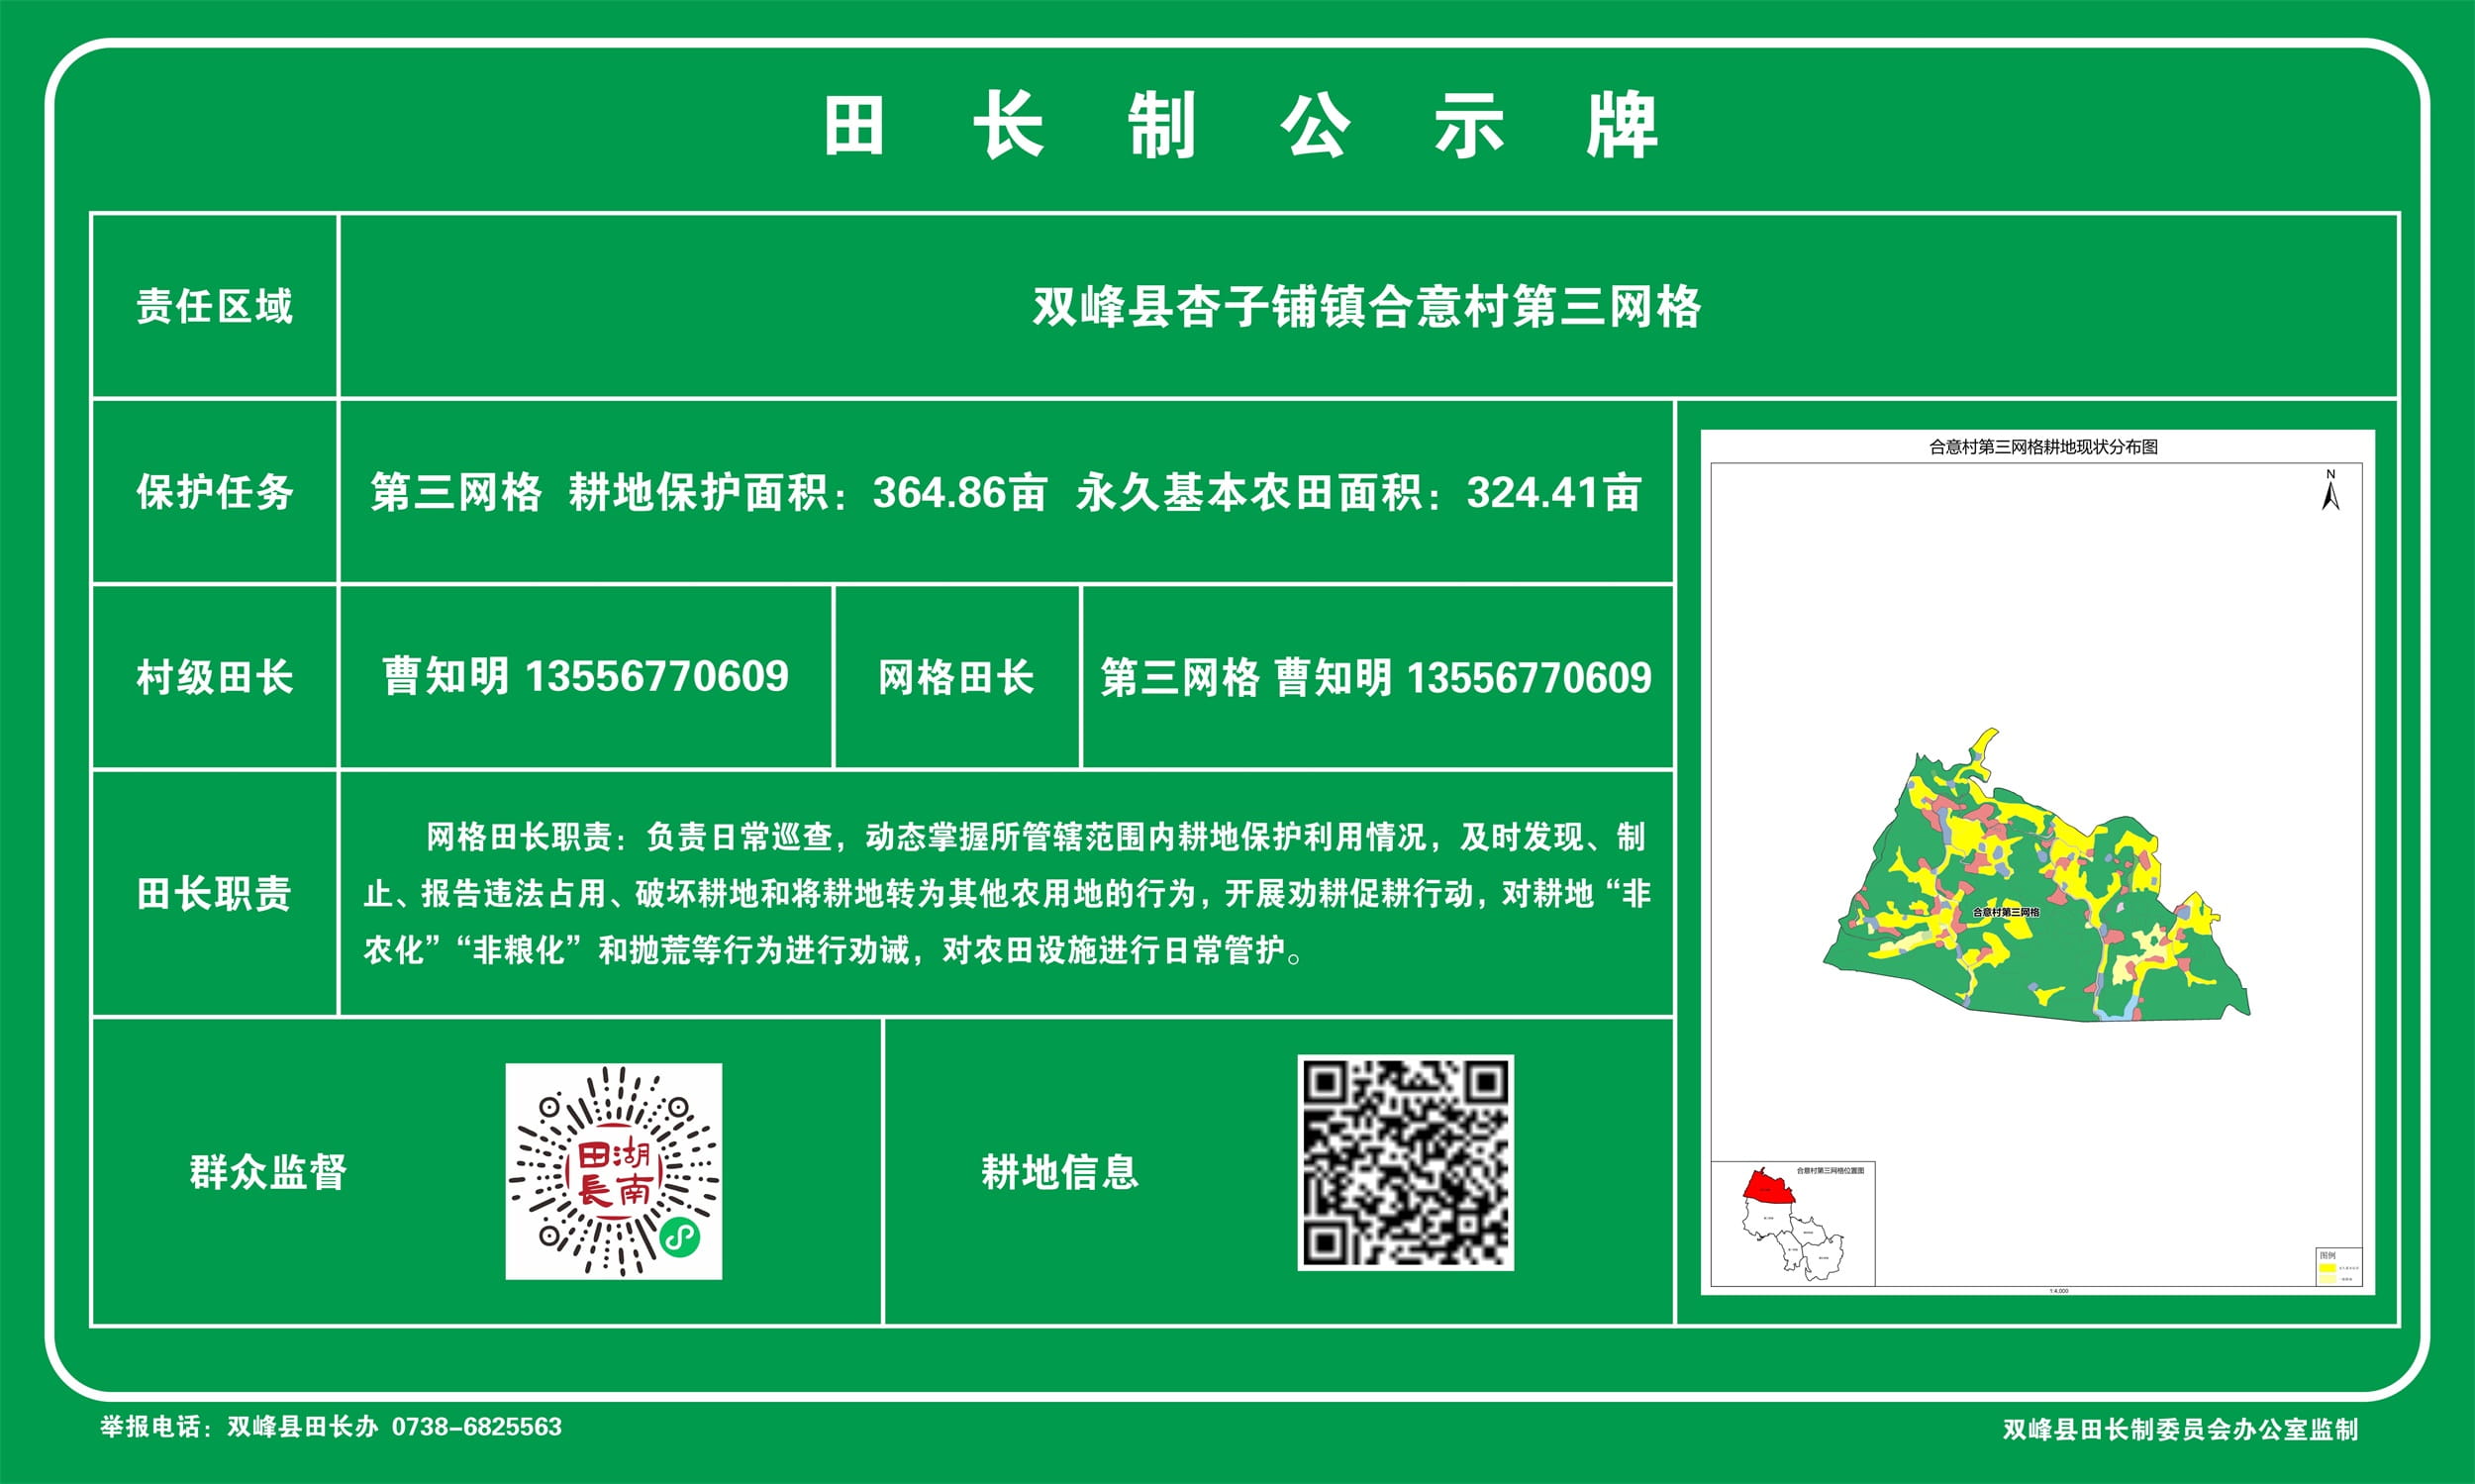 田长制公示牌
责任区域
双峰县杏子铺镇合意村第三网格
保护任务
第三网格 耕地保护面积：364.86亩 永久基本农田面积：324.41亩
村级田长
曹知明 13556770609
网格田长
第三网格 曹知明 13556770609
田长职责
网格田长职责：负责日常巡查，动态掌握所管辖范围内耕地保护利用情况，及时发现、制
止、报告违法占用、破坏耕地和将耕地转为其他农用地的行为，开展劝耕促耕行动，对耕地“非
农化”“非粮化”和抛荒等行为进行劝诫，对农田设施进行日常管护。
群众监督
湖南田長
耕地信息
合意村第三网格耕地现状分布图
N
合意村第三网格
合意村第三网格位置图
图例
1:4,000
举报电话：双峰县田长办 0738-6825563
双峰县田长制委员会办公室监制